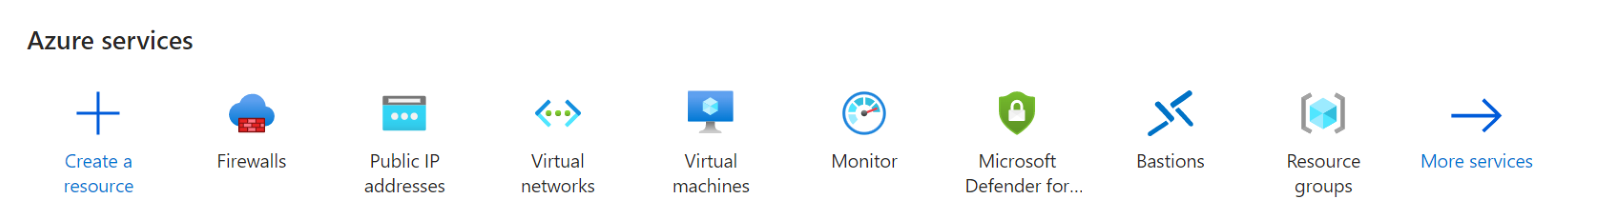 Azure services
Create a
resource
Firewalls
Public IP
addresses
Virtual
networks
Virtual
machines
Monitor
Microsoft
Defender for...
Bastions
Resource
groups
More services